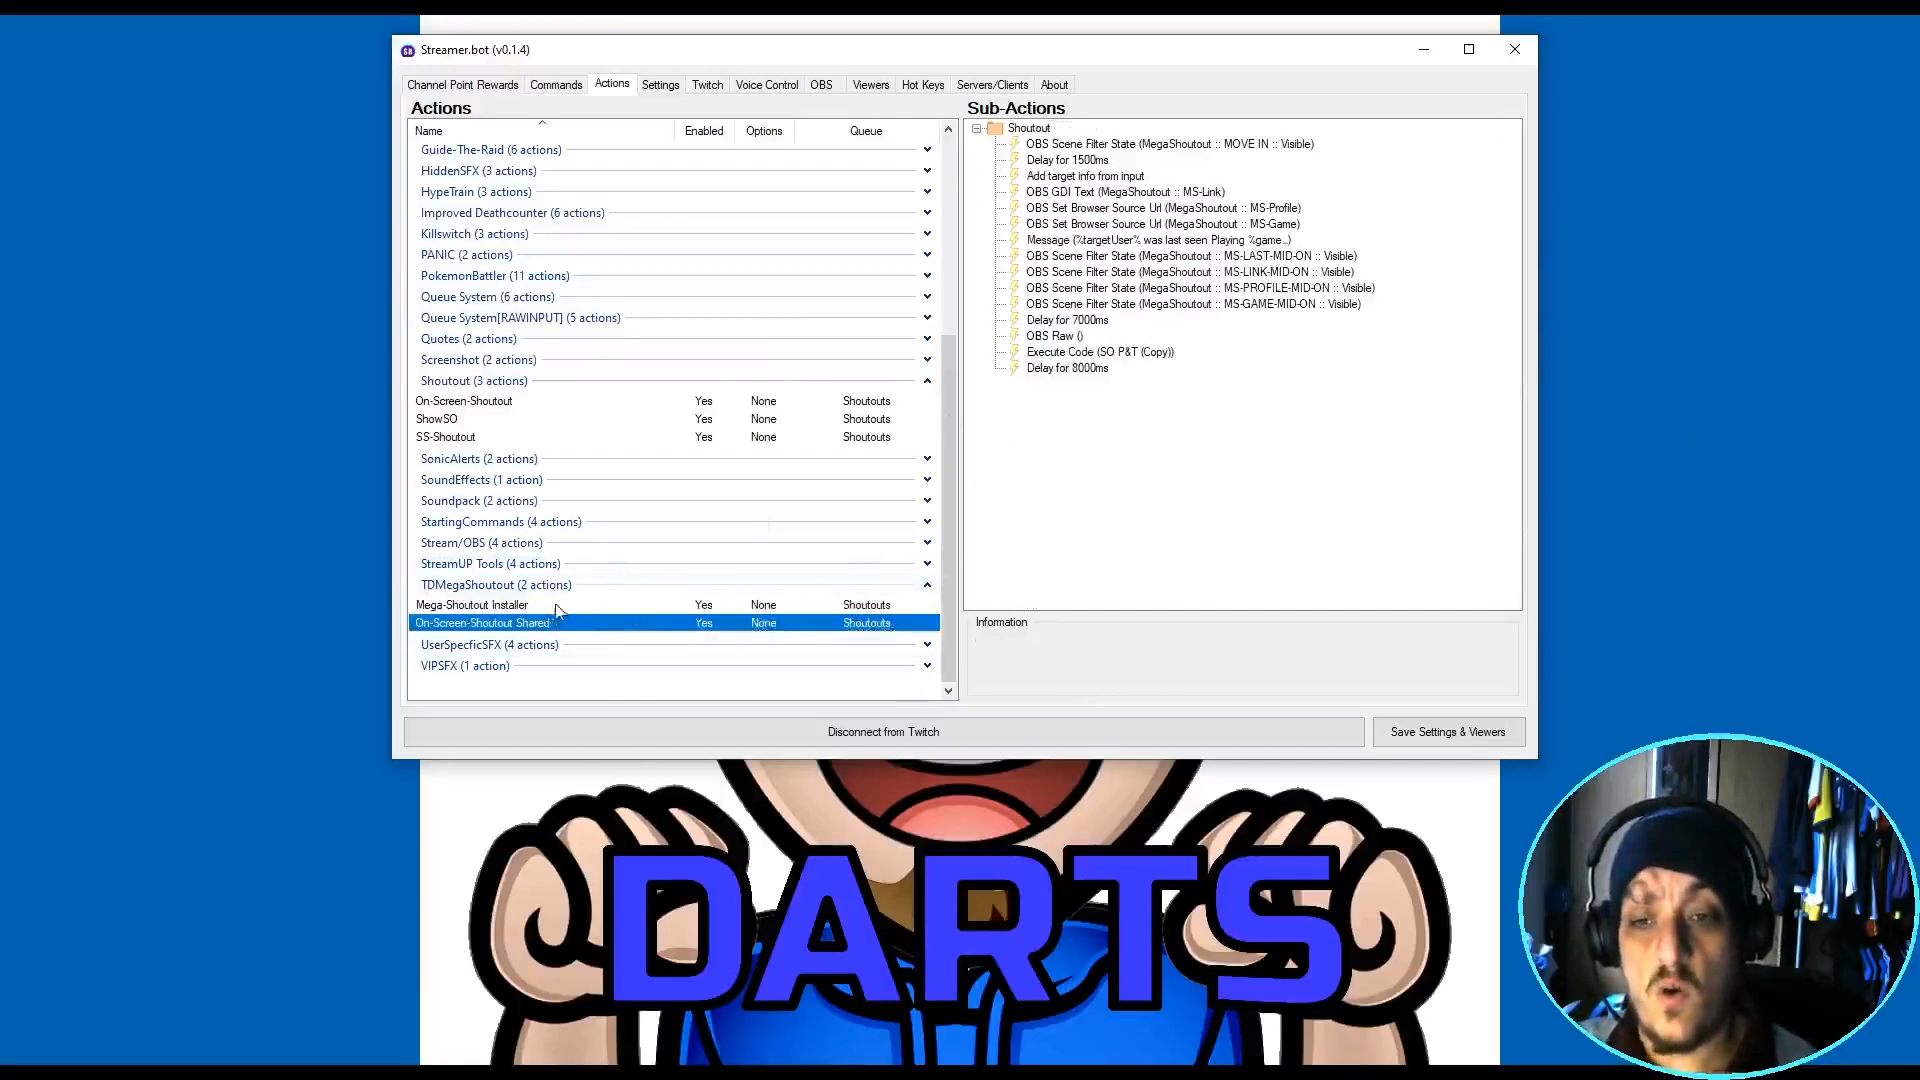 Streamer.bot (v0.1.4)
Channel Point Rewards Commands Actions Settings Twitch Voice Control OBS Viewers Hot Keys Servers/Clients About
Actions
Name Enabled Options Queue
Guide-The-Raid (6 actions)
HiddenSFX (3 actions)
HypeTrain (3 actions)
Improved Deathcounter (6 actions)
Killswitch (3 actions)
PANIC (2 actions)
PokemonBattler (11 actions)
Queue System (6 actions)
Queue System[RAWINPUT] (5 actions)
Quotes (2 actions)
Screenshot (2 actions)
Shoutout (3 actions)
On-Screen-Shoutout Yes None Shoutouts
ShowSO Yes None Shoutouts
SS-Shoutout Yes None Shoutouts
SonicAlerts (2 actions)
SoundEffects (1 action)
Soundpack (2 actions)
StartingCommands (4 actions)
Stream/OBS (4 actions)
StreamUP Tools (4 actions)
TDMegaShoutout (2 actions)
Mega-Shoutout Installer Yes None Shoutouts
On-Screen-Shoutout Shared Yes None Shoutouts
UserSpecficSFX (4 actions)
VIPSFX (1 action)
Sub-Actions
Shoutout
OBS Scene Filter State (MegaShoutout :: MOVE IN :: Visible)
Delay for 1500ms
Add target info from input
OBS GDI Text (MegaShoutout :: MS-Link)
OBS Set Browser Source Url (MegaShoutout :: MS-Profile)
OBS Set Browser Source Url (MegaShoutout :: MS-Game)
Message (%targetUser% was last seen Playing %game...)
OBS Scene Filter State (MegaShoutout :: MS-LAST-MID-ON :: Visible)
OBS Scene Filter State (MegaShoutout :: MS-LINK-MID-ON :: Visible)
OBS Scene Filter State (MegaShoutout :: MS-PROFILE-MID-ON :: Visible)
OBS Scene Filter State (MegaShoutout :: MS-GAME-MID-ON :: Visible)
Delay for 7000ms
OBS Raw ()
Execute Code (SO P&T (Copy))
Delay for 8000ms
Information
Disconnect from Twitch
Save Settings & Viewers
DARTS